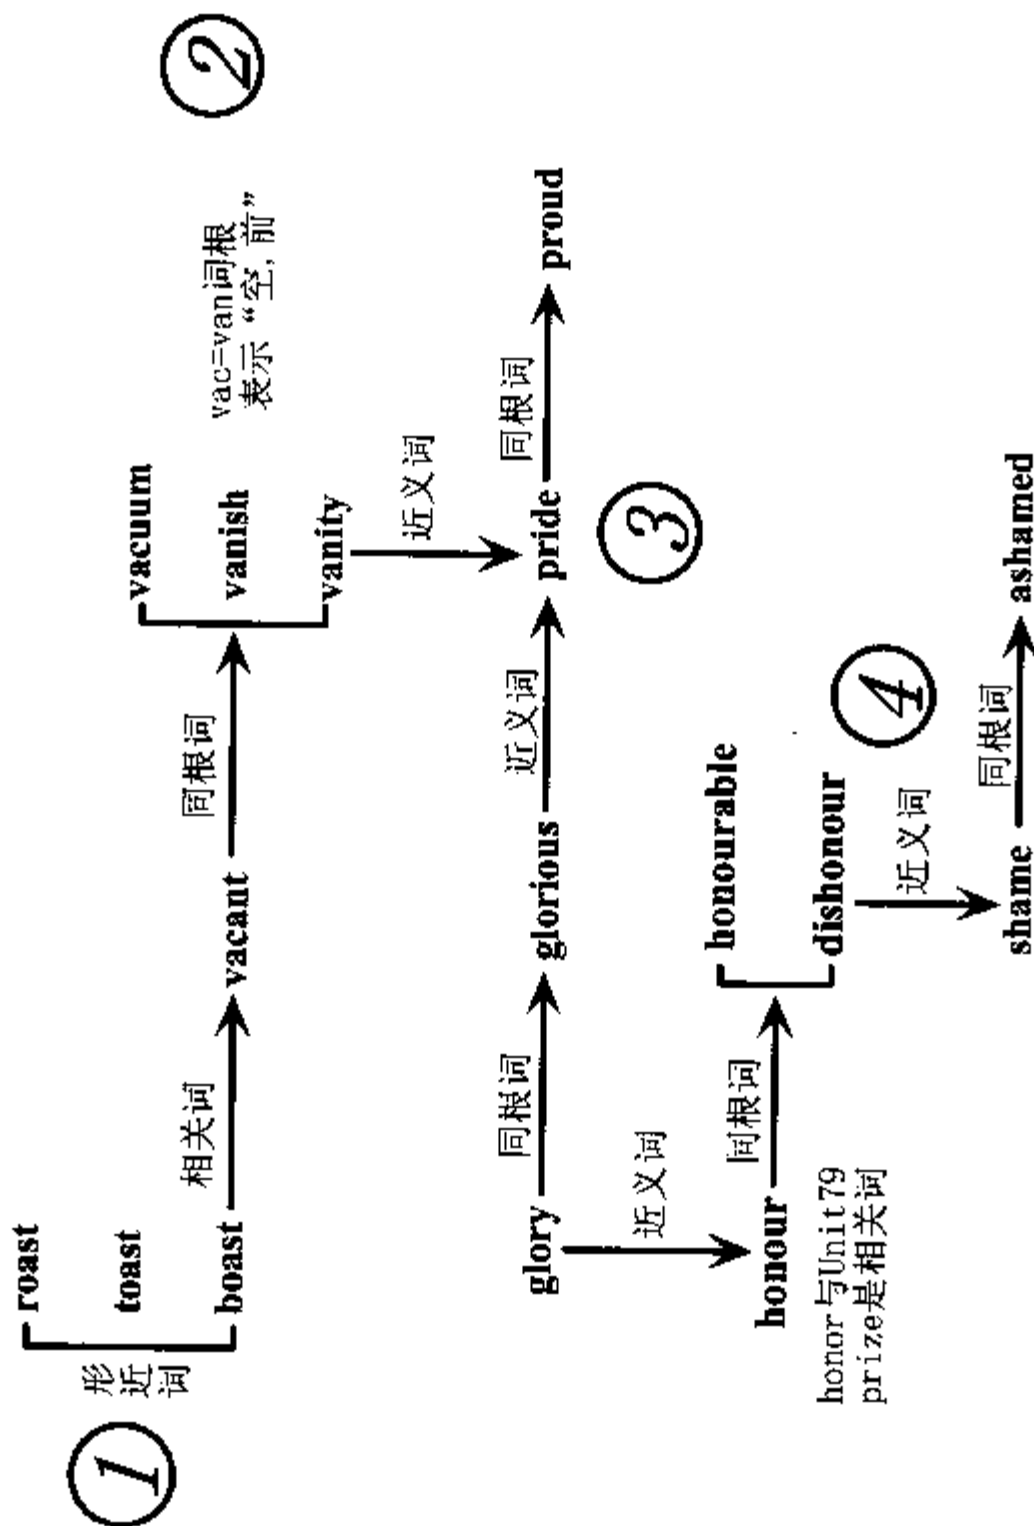 1
形近词
roast
toast
boast
相关词
vacant
同根词
vacuum
vanish
vanity
vac=van词根
表示“空, 前”
2
近义词
glory
同根词
glorious
近义词
pride
同根词
proud
3
近义词
honour
同根词
honourable
dishonour
4
honor与Unit79
prize是相关词
近义词
shame
同根词
ashamed